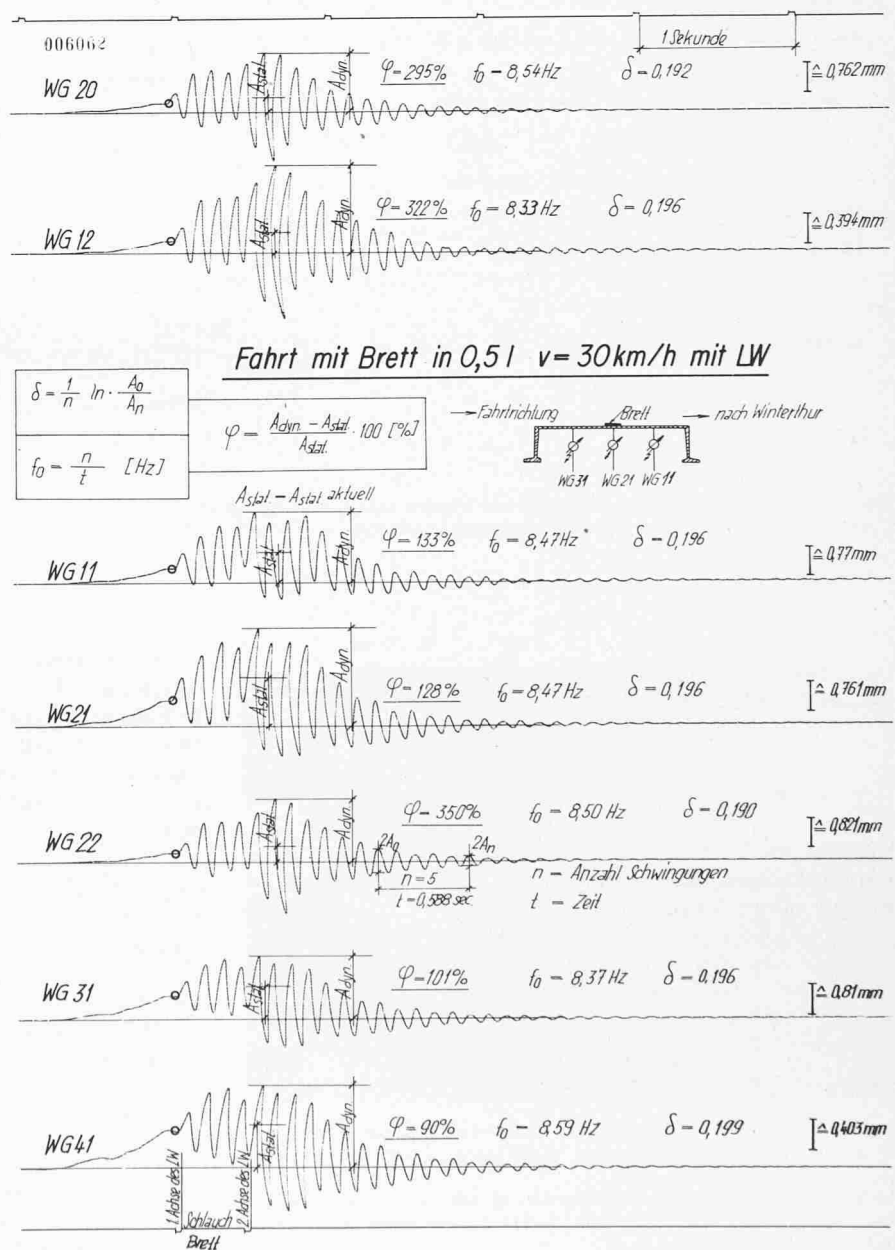 1 Sekunde
006062
WG 20
Astat.
Adyn.
φ = 295% f₀ = 8,54 Hz δ = 0,192
≙ 0,762 mm
WG 12
Astat.
Adyn.
φ = 322% f₀ = 8,33 Hz δ = 0,196
≙ 0,394 mm
Fahrt mit Brett in 0,5 l v = 30 km/h mit LW
δ = 1/n ln · A₀/Aₙ
f₀ = n/t [Hz]
φ = (Adyn. − Astat.)/Astat. · 100 [%]
→ Fahrtrichtung Brett → nach Winterthur
WG 31 WG 21 WG 11
Astat. – Astat. aktuell
WG 11
Astat.
Adyn.
φ = 133% f₀ = 8,47 Hz δ = 0,196
≙ 0,77 mm
WG 21
Astat.
Adyn.
φ = 128% f₀ = 8,47 Hz δ = 0,196
≙ 0,761 mm
WG 22
Astat.
Adyn.
φ = 350% f₀ = 8,50 Hz δ = 0,190
≙ 0,821 mm
2A₀ 2Aₙ
n = 5
t = 0,588 sec.
n = Anzahl Schwingungen
t = Zeit
WG 31
Astat.
Adyn.
φ = 101% f₀ = 8,37 Hz δ = 0,196
≙ 0,81 mm
WG 41
Astat.
Adyn.
φ = 90% f₀ = 8,59 Hz δ = 0,199
≙ 0,403 mm
1. Achse des LW
2. Achse des LW
Schlauch
Brett